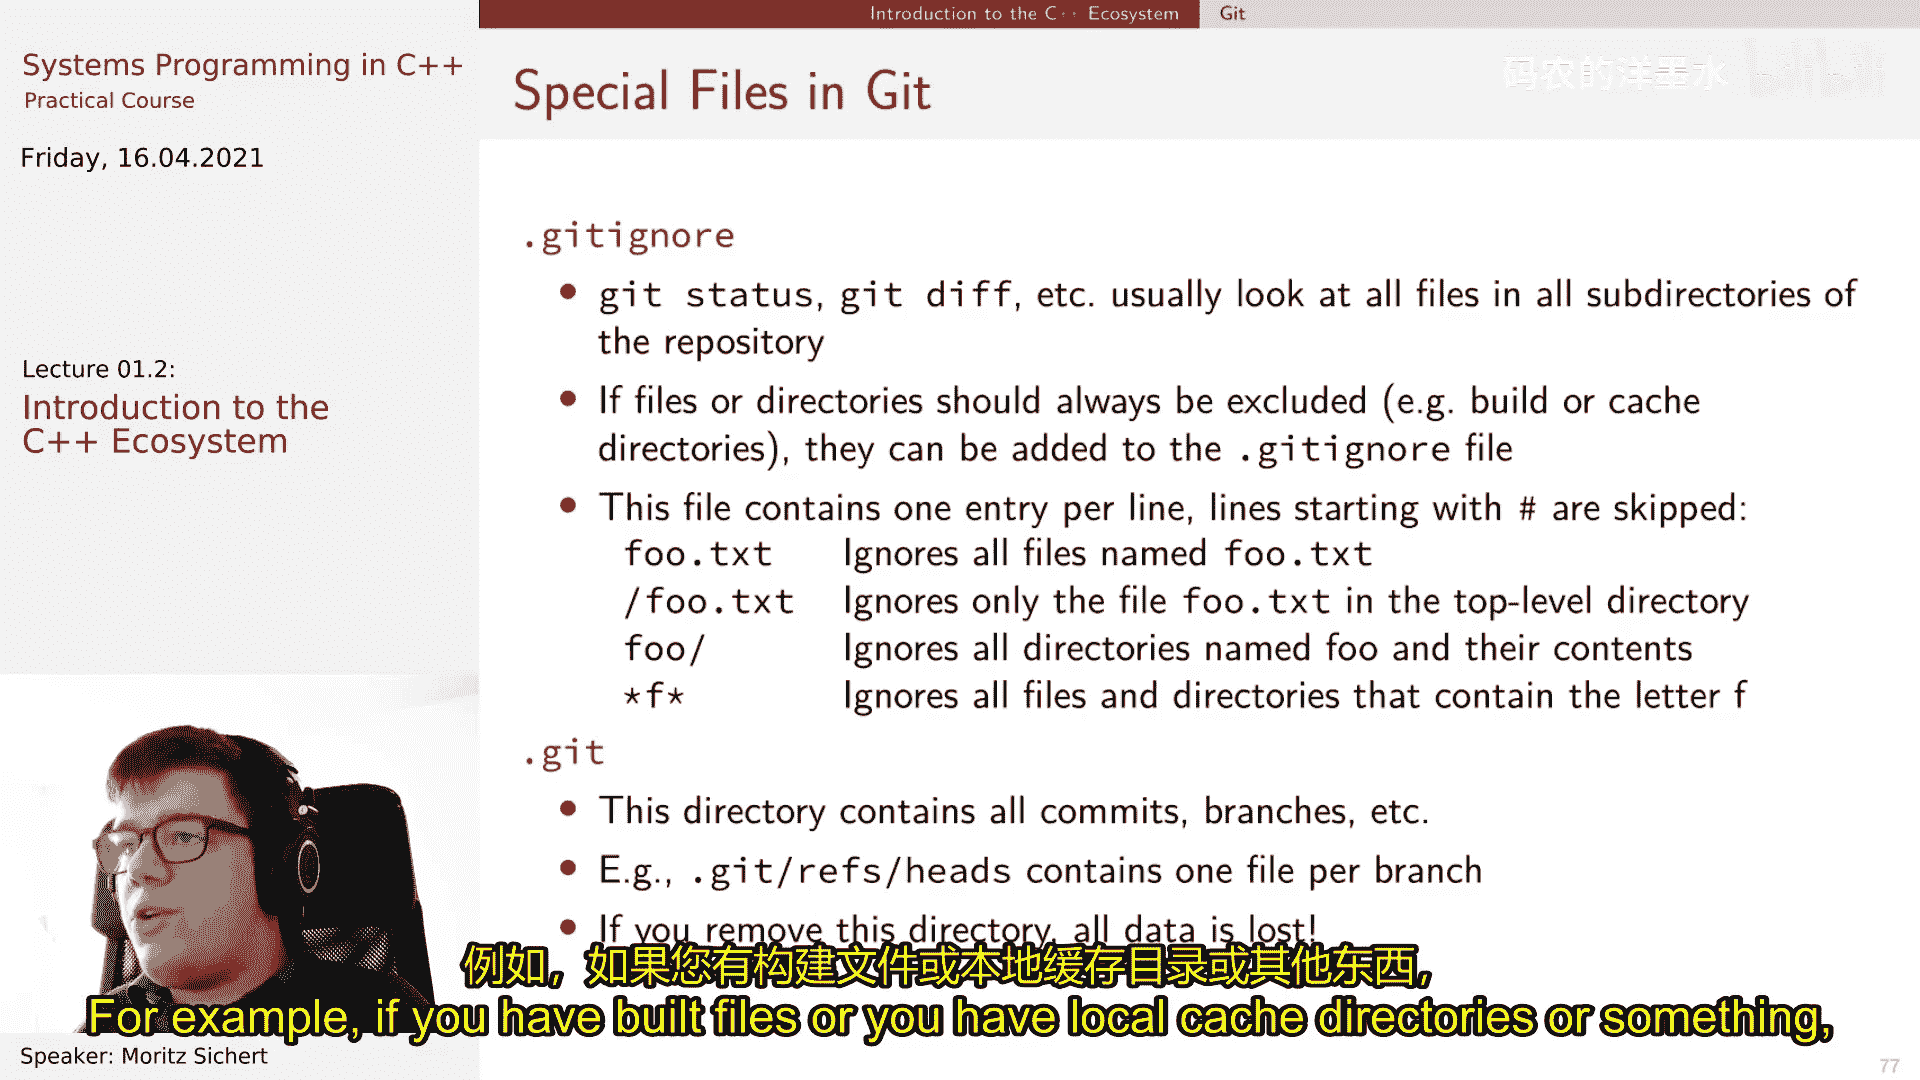 Introduction to the C++ Ecosystem
Git
Systems Programming in C++
Practical Course
Friday, 16.04.2021
Special Files in Git
码农的洋墨水
bilibili
.gitignore
git status, git diff, etc. usually look at all files in all subdirectories of
the repository
If files or directories should always be excluded (e.g. build or cache
directories), they can be added to the .gitignore file
This file contains one entry per line, lines starting with # are skipped:
foo.txt Ignores all files named foo.txt
/foo.txt Ignores only the file foo.txt in the top-level directory
foo/ Ignores all directories named foo and their contents
*f* Ignores all files and directories that contain the letter f
.git
This directory contains all commits, branches, etc.
E.g., .git/refs/heads contains one file per branch
If you remove this directory, all data is lost!
Lecture 01.2:
Introduction to the
C++ Ecosystem
例如，如果您有构建文件或本地缓存目录或其他东西，
For example, if you have built files or you have local cache directories or something,
Speaker: Moritz Sichert
77